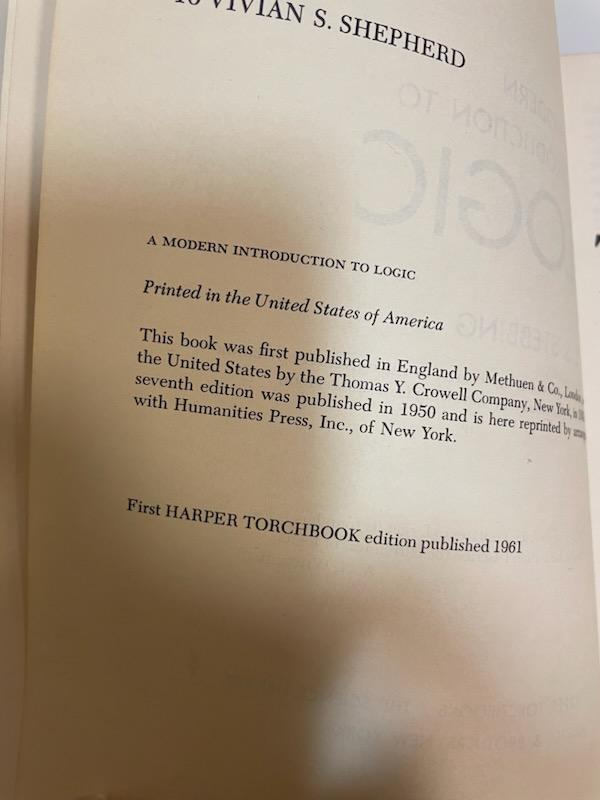 TO VIVIAN S. SHEPHERD
A MODERN INTRODUCTION TO LOGIC
Printed in the United States of America
This book was first published in England by Methuen & Co., London,
the United States by the Thomas Y. Crowell Company, New York, in
seventh edition was published in 1950 and is here reprinted by
with Humanities Press, Inc., of New York.
First HARPER TORCHBOOK edition published 1961